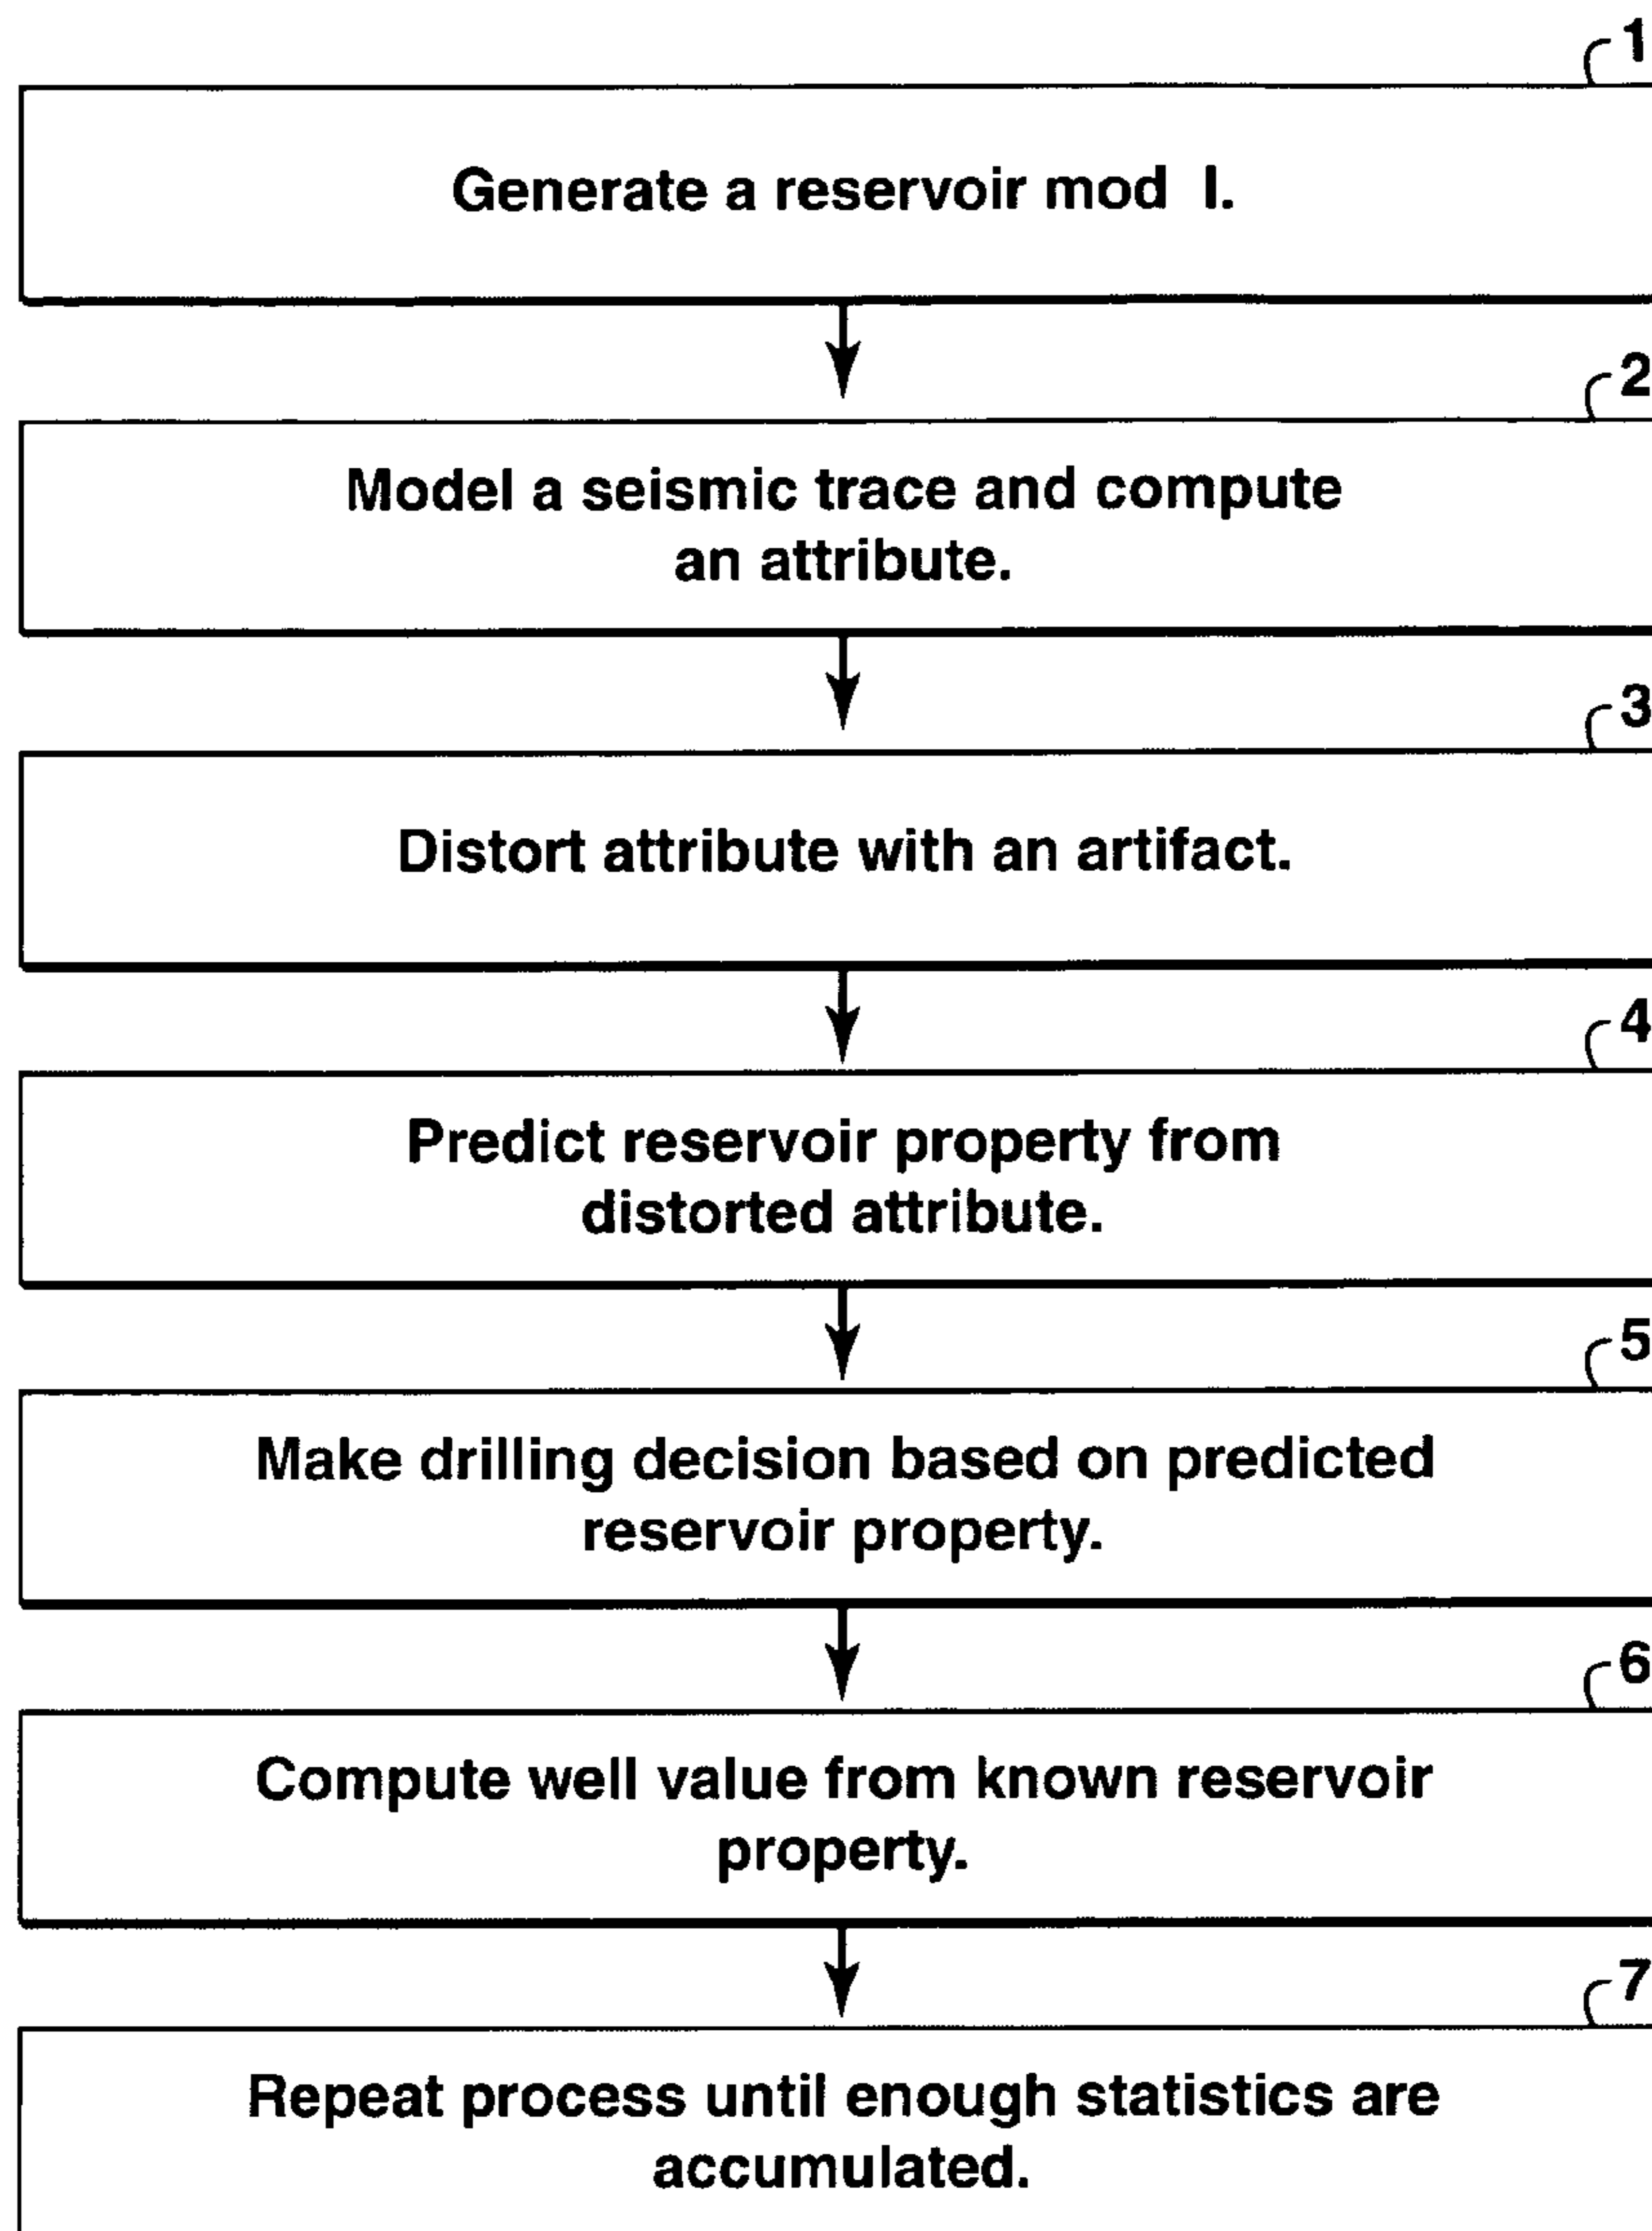 1
Generate a reservoir mod l.
2
Model a seismic trace and compute
an attribute.
3
Distort attribute with an artifact.
4
Predict reservoir property from
distorted attribute.
5
Make drilling decision based on predicted
reservoir property.
6
Compute well value from known reservoir
property.
7
Repeat process until enough statistics are
accumulated.